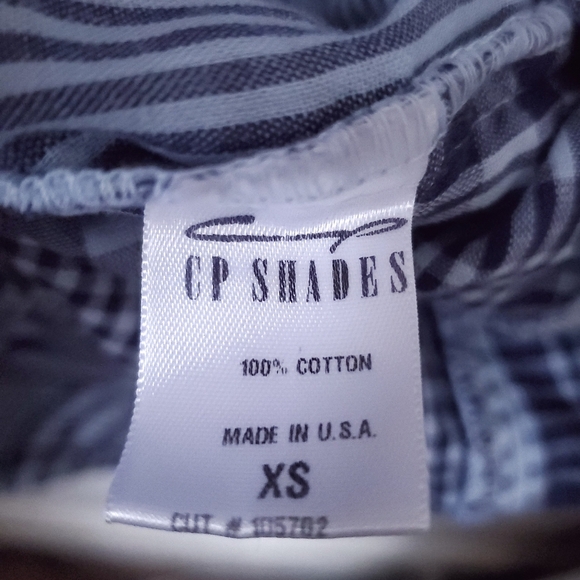 CP SHADES
100% COTTON
MADE IN U.S.A.
XS
CUT # 105702